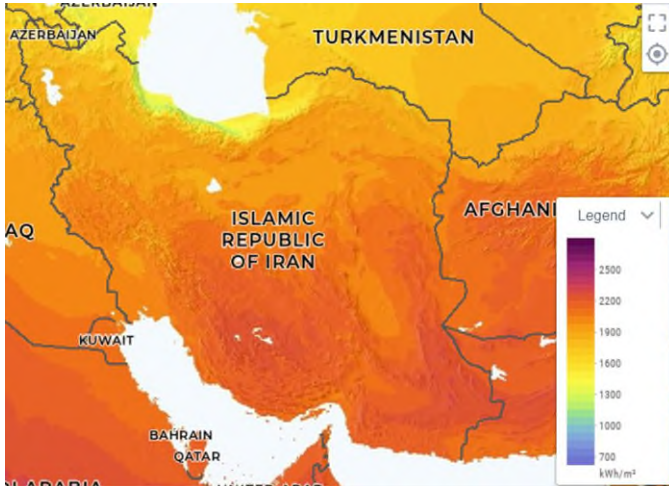 AZERBAIJAN
AZERBAIJAN
TURKMENISTAN
ISLAMIC
REPUBLIC
OF IRAN
AFGHANI
AQ
KUWAIT
BAHRAIN
QATAR
Legend
2500
2200
1900
1600
1300
1000
700
kWh/m²